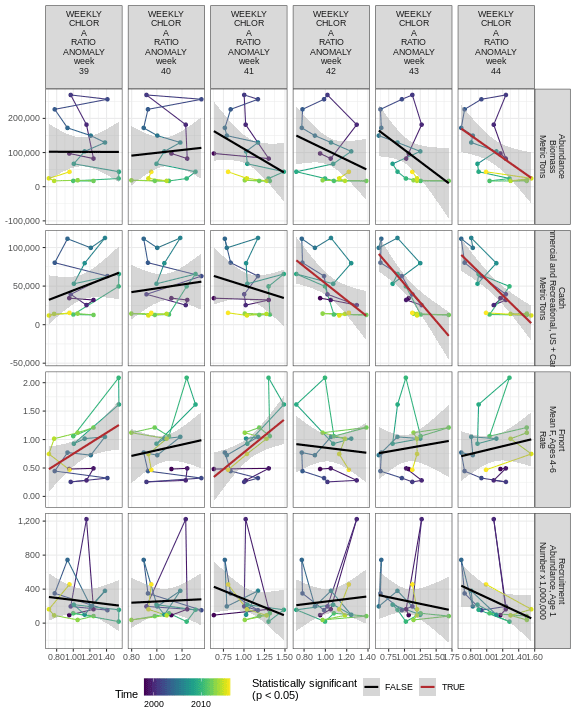 WEEKLY CHLOR A RATIO ANOMALY week 39
WEEKLY CHLOR A RATIO ANOMALY week 40
WEEKLY CHLOR A RATIO ANOMALY week 41
WEEKLY CHLOR A RATIO ANOMALY week 42
WEEKLY CHLOR A RATIO ANOMALY week 43
WEEKLY CHLOR A RATIO ANOMALY week 44
200,000
100,000
0
-100,000
Abundance
Biomass
Metric Tons
100,000
50,000
0
-50,000
Catch
and Recreational, US +
Metric Tons
2.00
1.50
1.00
0.50
0.00
Fmort
Mean F, Ages 4-6
Rate
1,200
800
400
0
Recruitment
Abundance, Age 1
Number x 1,000,000
0.80 1.00 1.20 1.40
0.80 1.00 1.20
0.75 1.00 1.25 1.50
0.80 1.00 1.20 1.40
0.75 1.00 1.25 1.50 1.75
0.80 1.00 1.20 1.40 1.60
Time
2000 2010
Statistically significant
(p < 0.05)
FALSE
TRUE